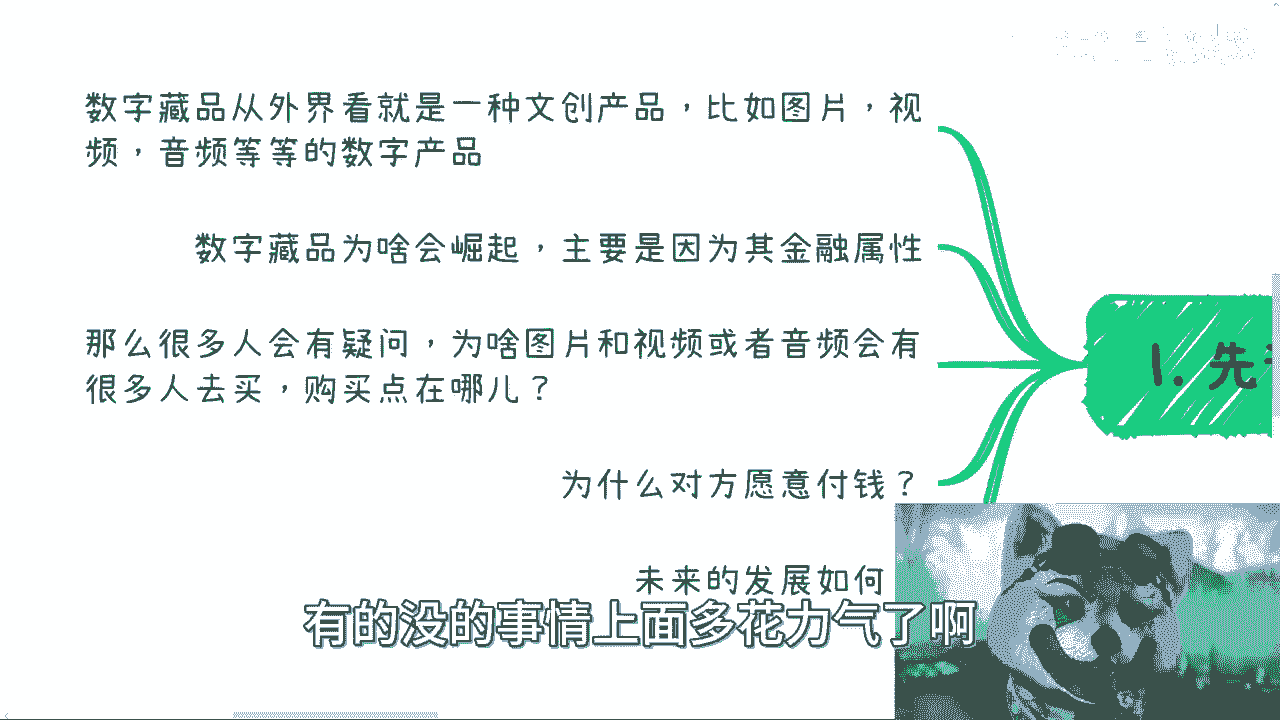 数字藏品从外界看就是一种文创产品，比如图片，视
频，音频等等的数字产品
数字藏品为啥会崛起，主要是因为其金融属性
那么很多人会有疑问，为啥图片和视频或者音频会有
很多人去买，购买点在哪儿？
为什么对方愿意付钱？
未来的发展如何
1. 先
有的没的事情上面多花力气了啊